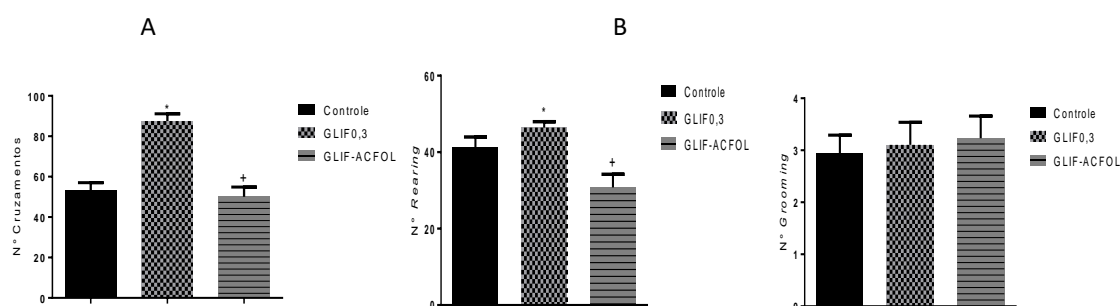 A
B
N° Cruzamentos
100
80
60
40
20
0
*
+
Controle
GLIF0,3
GLIF-ACFOL
N° Rearing
60
40
20
0
*
+
Controle
GLIF0,3
GLIF-ACFOL
N° Grooming
4
3
2
1
0
Controle
GLIF0,3
GLIF-ACFOL